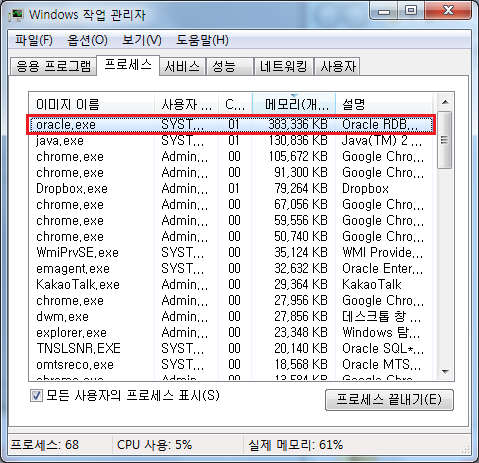 Windows 작업 관리자
파일(F) 옵션(O) 보기(V) 도움말(H)
응용 프로그램 프로세스 서비스 성능 네트워킹 사용자
이미지 이름 사용자 ... C... 메모리(개... 설명
oracle.exe SYST... 01 383,336 KB Oracle RDB...
java.exe SYST... 01 130,836 KB Java(TM) 2 ...
chrome.exe Admin... 00 105,672 KB Google Chro...
chrome.exe Admin... 00 91,300 KB Google Chro...
Dropbox.exe Admin... 01 79,264 KB Dropbox
chrome.exe Admin... 00 67,056 KB Google Chro...
chrome.exe Admin... 00 59,556 KB Google Chro...
chrome.exe Admin... 00 50,740 KB Google Chro...
WmiPrvSE.exe SYST... 00 35,124 KB WMI Provide...
emagent.exe SYST... 00 32,632 KB Oracle Enter...
KakaoTalk.exe Admin... 00 29,284 KB KakaoTalk
chrome.exe Admin... 00 27,956 KB Google Chro...
dwm.exe Admin... 00 27,856 KB 데스크톱 창 ...
explorer.exe Admin... 00 23,348 KB Windows 탐...
TNSLSNR.EXE SYST... 00 20,140 KB Oracle SQL*...
omtsreco.exe SYST... 00 18,568 KB Oracle MTS...
chrome.exe Admin... 00 13,584 KB Google Chro...
모든 사용자의 프로세스 표시(S) 프로세스 끝내기(E)
프로세스: 68 CPU 사용: 5% 실제 메모리: 61%